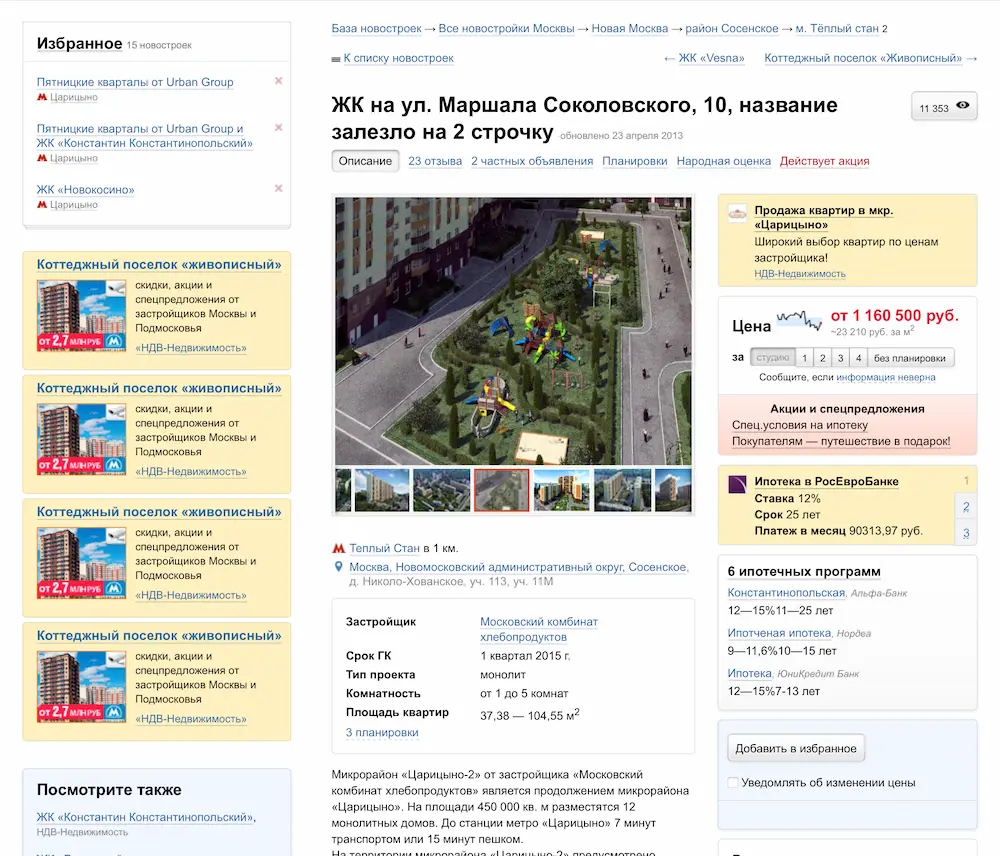 Избранное 15 новостроек
Пятницкие кварталы от Urban Group
Царицыно
Пятницкие кварталы от Urban Group и
ЖК «Константин Константинопольский»
Царицыно
ЖК «Новокосино»
Царицыно
Коттеджный поселок «живописный»
скидки, акции и
спецпредложения от
застройщиков Москвы и
Подмосковья
«НДВ-Недвижимость»
от 2,7 МЛН РУБ
Коттеджный поселок «живописный»
скидки, акции и
спецпредложения от
застройщиков Москвы и
Подмосковья
«НДВ-Недвижимость»
от 2,7 МЛН РУБ
Коттеджный поселок «живописный»
скидки, акции и
спецпредложения от
застройщиков Москвы и
Подмосковья
«НДВ-Недвижимость»
от 2,7 МЛН РУБ
Коттеджный поселок «живописный»
скидки, акции и
спецпредложения от
застройщиков Москвы и
Подмосковья
«НДВ-Недвижимость»
от 2,7 МЛН РУБ
Посмотрите также
ЖК «Константин Константинопольский»,
НДВ-Недвижимость
База новостроек → Все новостройки Москвы → Новая Москва → район Сосенское → м. Тёплый стан 2
К списку новостроек
← ЖК «Vesna»
Коттеджный поселок «Живописный» →
ЖК на ул. Маршала Соколовского, 10, название
залезло на 2 строчку обновлено 23 апреля 2013
11 353
Описание 23 отзыва 2 частных объявления Планировки Народная оценка Действует акция
Теплый Стан в 1 км.
Москва, Новомосковский административный округ, Сосенское,
д. Николо-Хованское, уч. 113, уч. 11М
Застройщик Московский комбинат
хлебопродуктов
Срок ГК 1 квартал 2015 г.
Тип проекта монолит
Комнатность от 1 до 5 комнат
Площадь квартир 37,38 — 104,55 м2
3 планировки
Микрорайон «Царицыно-2» от застройщика «Московский
комбинат хлебопродуктов» является продолжением микрорайона
«Царицыно». На площади 450 000 кв. м разместятся 12
монолитных домов. До станции метро «Царицыно» 7 минут
транспортом или 15 минут пешком.
На территории микрорайона «Царицыно-2» предусмотрено
Продажа квартир в мкр.
«Царицыно»
Широкий выбор квартир по ценам
застройщика!
НДВ-Недвижимость
Цена от 1 160 500 руб.
~23 210 руб. за м2
за студию 1 2 3 4 без планировки
Сообщите, если информация неверна
Акции и спецпредложения
Спец.условия на ипотеку
Покупателям — путешествие в подарок!
Ипотека в РосЕвроБанке
Ставка 12%
Срок 25 лет
Платеж в месяц 90313,97 руб.
1
2
3
6 ипотечных программ
Константинопольская, Альфа-Банк
12—15%11—25 лет
Ипотченая ипотека, Нордеа
9—11,6%10—15 лет
Ипотека, ЮниКредит Банк
12—15%7-13 лет
Добавить в избранное
Уведомлять об изменении цены